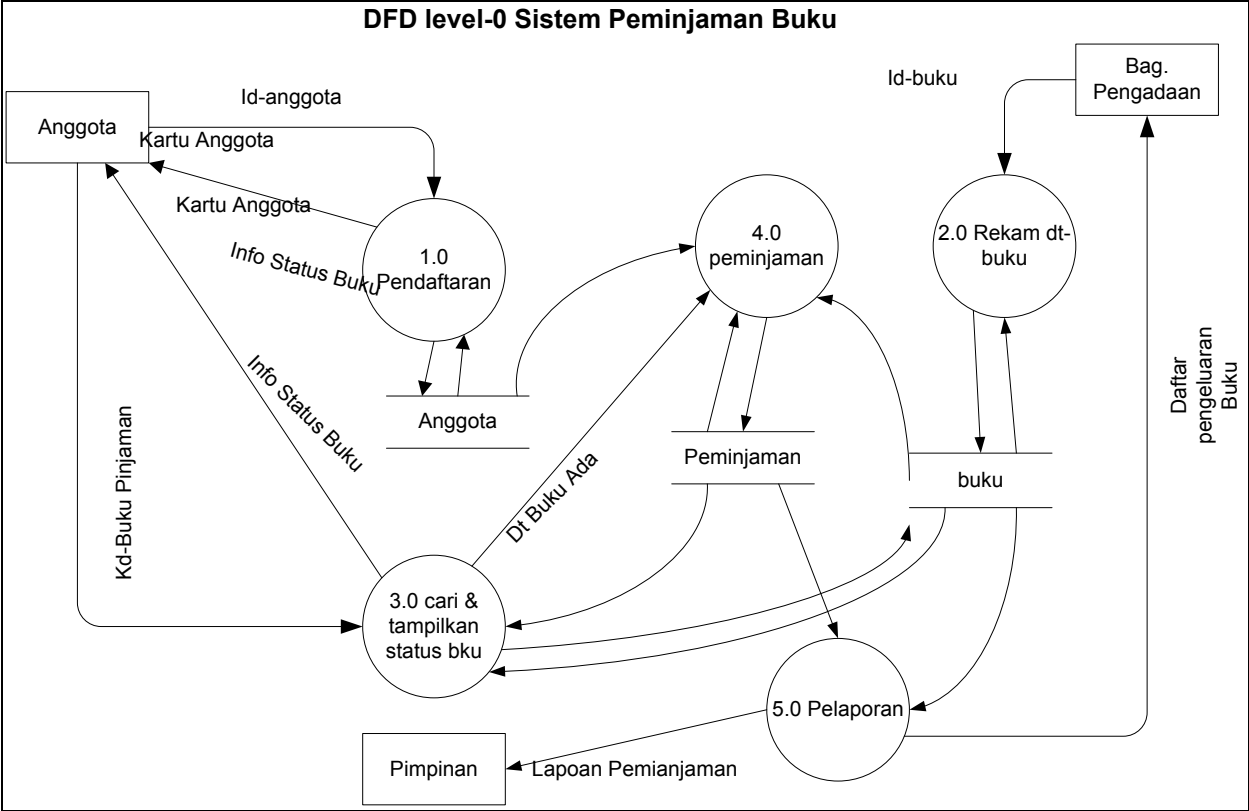 DFD level-0 Sistem Peminjaman Buku
Bag.
Pengadaan
Id-buku
Id-anggota
Anggota
Kartu Anggota
Kartu Anggota
Info Status Buku
1.0
Pendaftaran
4.0
peminjaman
2.0 Rekam dt-
buku
Daftar
pengeluaran
Buku
Info Status Buku
Anggota
Kd-Buku Pinjaman
Dt Buku Ada
Peminjaman
buku
3.0 cari &
tampilkan
status bku
5.0 Pelaporan
Pimpinan
Lapoan Pemianjaman